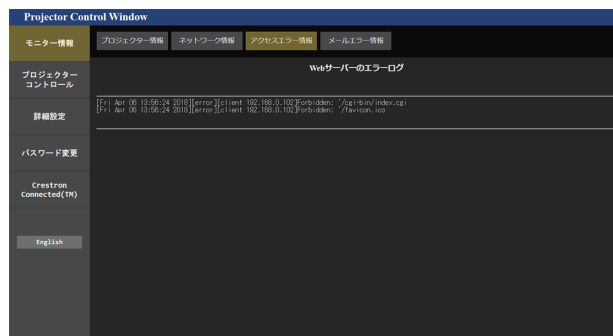 Projector Control Window
モニター情報
プロジェクター情報 ネットワーク情報 アクセスエラー情報 メールエラー情報
Webサーバーのエラーログ
プロジェクター
コントロール
[Fri Apr 06 13:56:24 2018][error][client 192.168.0.102]Forbidden: '/cgi-bin/index.cgi
[Fri Apr 06 13:56:24 2018][error][client 192.168.0.102]Forbidden: '/favicon.ico
詳細設定
パスワード変更
Crestron
Connected(TM)
English